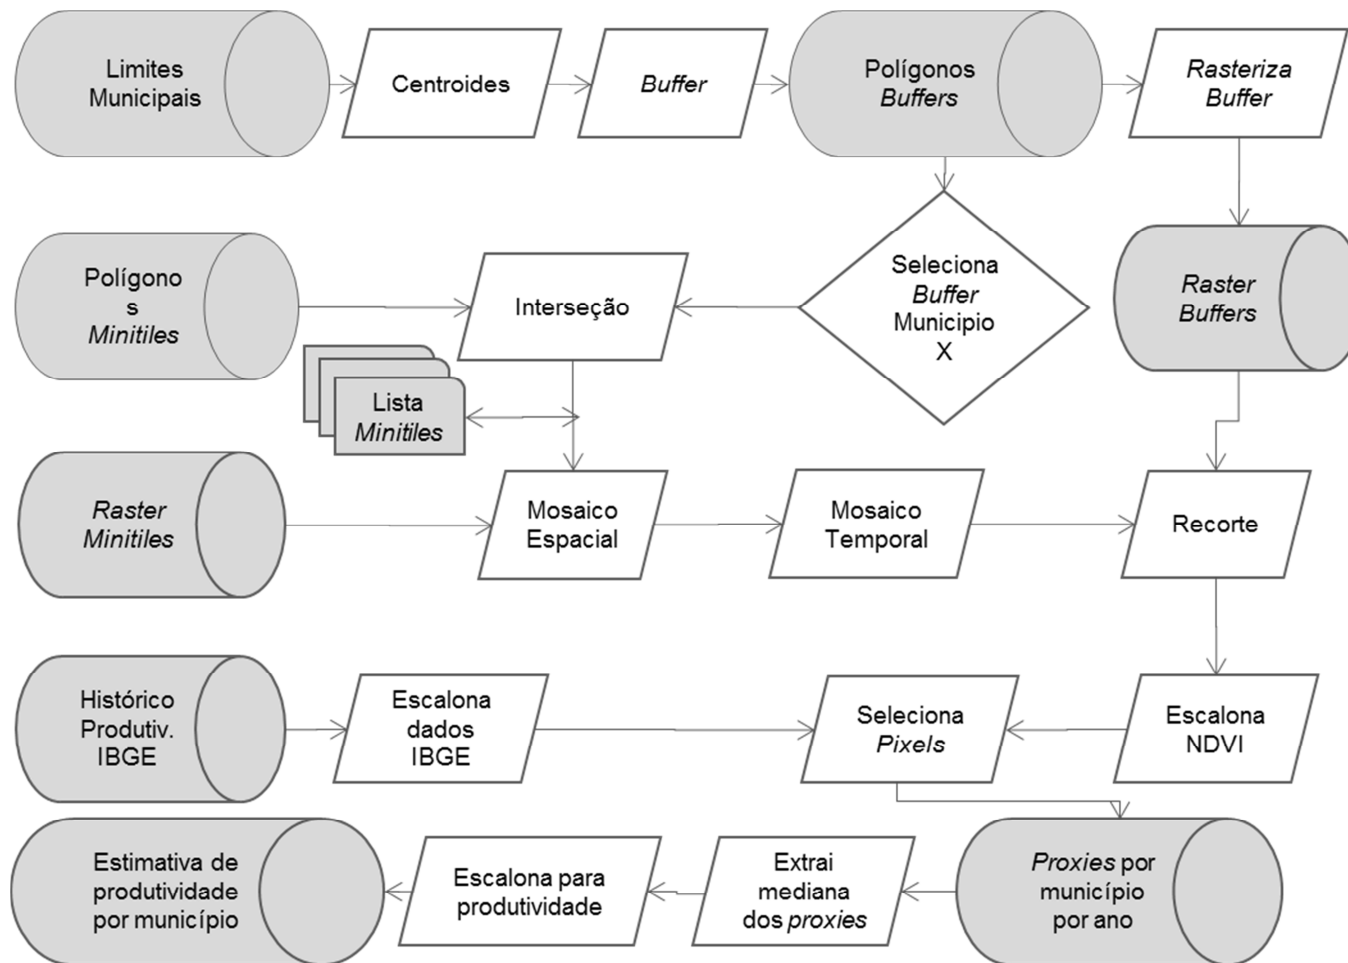 Limites
Municipais
Centroides
Buffer
Polígonos
Buffers
Rasteriza
Buffer
Polígono
s
Minitiles
Interseção
Seleciona
Buffer
Municipio
X
Raster
Buffers
Lista
Minitiles
Raster
Minitiles
Mosaico
Espacial
Mosaico
Temporal
Recorte
Histórico
Produtiv.
IBGE
Escalona
dados
IBGE
Seleciona
Pixels
Escalona
NDVI
Estimativa de
produtividade
por município
Escalona para
produtividade
Extrai
mediana
dos proxies
Proxies por
município
por ano